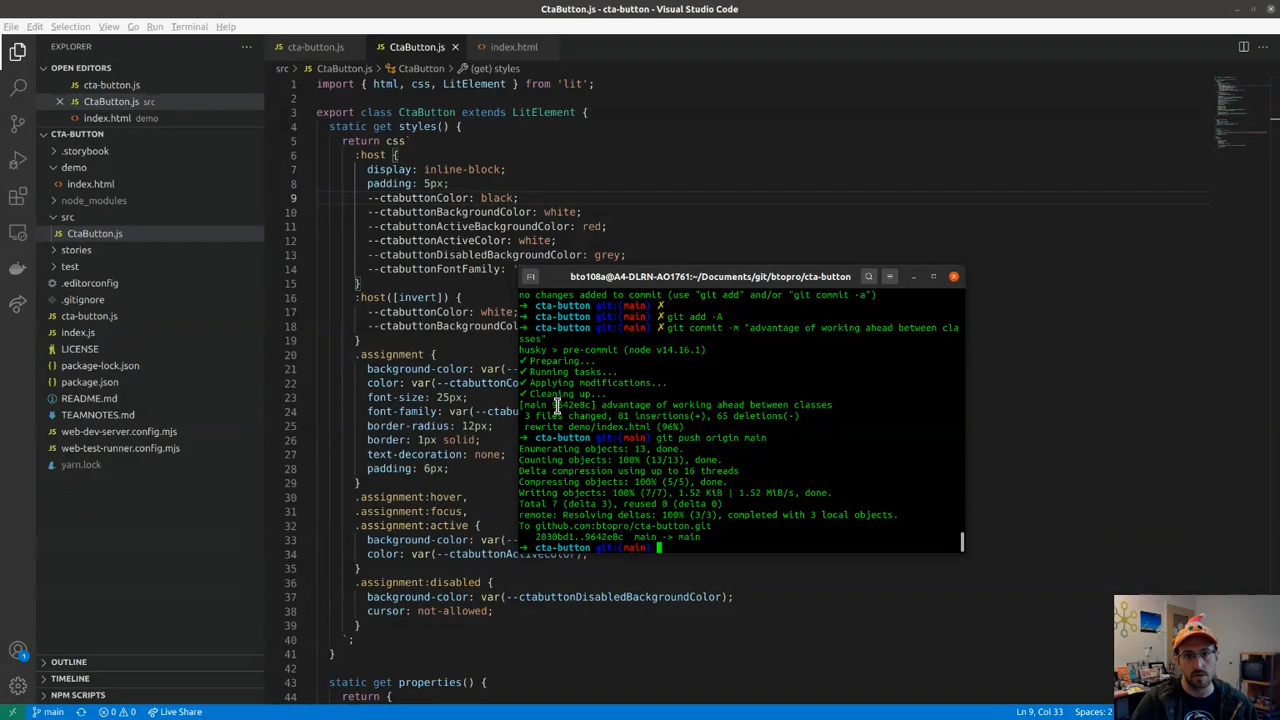 CtaButton.js - cta-button - Visual Studio Code
File Edit Selection View Go Run Terminal Help
EXPLORER
OPEN EDITORS
cta-button.js
CtaButton.js src
index.html demo
CTA-BUTTON
.storybook
demo
index.html
node_modules
src
CtaButton.js
stories
test
.editorconfig
.gitignore
cta-button.js
index.js
LICENSE
package-lock.json
package.json
README.md
TEAMNOTES.md
web-dev-server.config.mjs
web-test-runner.config.mjs
yarn.lock
OUTLINE
TIMELINE
NPM SCRIPTS
cta-button.js CtaButton.js index.html
src > CtaButton.js > CtaButton > (get) styles
1 import { html, css, LitElement } from 'lit';
2
3 export class CtaButton extends LitElement {
4 static get styles() {
5 return css`
6 :host {
7 display: inline-block;
8 padding: 5px;
9 --ctabuttonColor: black;
10 --ctabuttonBackgroundColor: white;
11 --ctabuttonActiveBackgroundColor: red;
12 --ctabuttonActiveColor: white;
13 --ctabuttonDisabledBackgroundColor: grey;
14 --ctabuttonFontFamily: '
15 }
16 :host([invert]) {
17 --ctabuttonColor: white;
18 --ctabuttonBackgroundCol
19 }
20 .assignment {
21 background-color: var(--
22 color: var(--ctabuttonCo
23 font-size: 25px;
24 font-family: var(--ctabu
25 border-radius: 12px;
26 border: 1px solid;
27 text-decoration: none;
28 padding: 6px;
29 }
30 .assignment:hover,
31 .assignment:focus,
32 .assignment:active {
33 background-color: var(--
34 color: var(--ctabuttonActiveColor);
35 }
36 .assignment:disabled {
37 background-color: var(--ctabuttonDisabledBackgroundColor);
38 cursor: not-allowed;
39 }
40 `;
41 }
42
43 static get properties() {
44 return {
bto108a@A4-DLRN-AO1761:~/Documents/git/btopro/cta-button
no changes added to commit (use "git add" and/or "git commit -a")
➜ cta-button git:(main) ✗
➜ cta-button git:(main) ✗ git add -A
➜ cta-button git:(main) ✗ git commit -m "advantage of working ahead between cla
sses"
husky > pre-commit (node v14.16.1)
✔ Preparing...
✔ Running tasks...
✔ Applying modifications...
✔ Cleaning up...
[main 9642e8c] advantage of working ahead between classes
3 files changed, 81 insertions(+), 65 deletions(-)
rewrite demo/index.html (96%)
➜ cta-button git:(main) git push origin main
Enumerating objects: 13, done.
Counting objects: 100% (13/13), done.
Delta compression using up to 16 threads
Compressing objects: 100% (5/5), done.
Writing objects: 100% (7/7), 1.52 KiB | 1.52 MiB/s, done.
Total 7 (delta 3), reused 0 (delta 0)
remote: Resolving deltas: 100% (3/3), completed with 3 local objects.
To github.com:btopro/cta-button.git
2030bd1..9642e8c main -> main
➜ cta-button git:(main)
main 0 0 Live Share Ln 9, Col 33 Spaces: 2